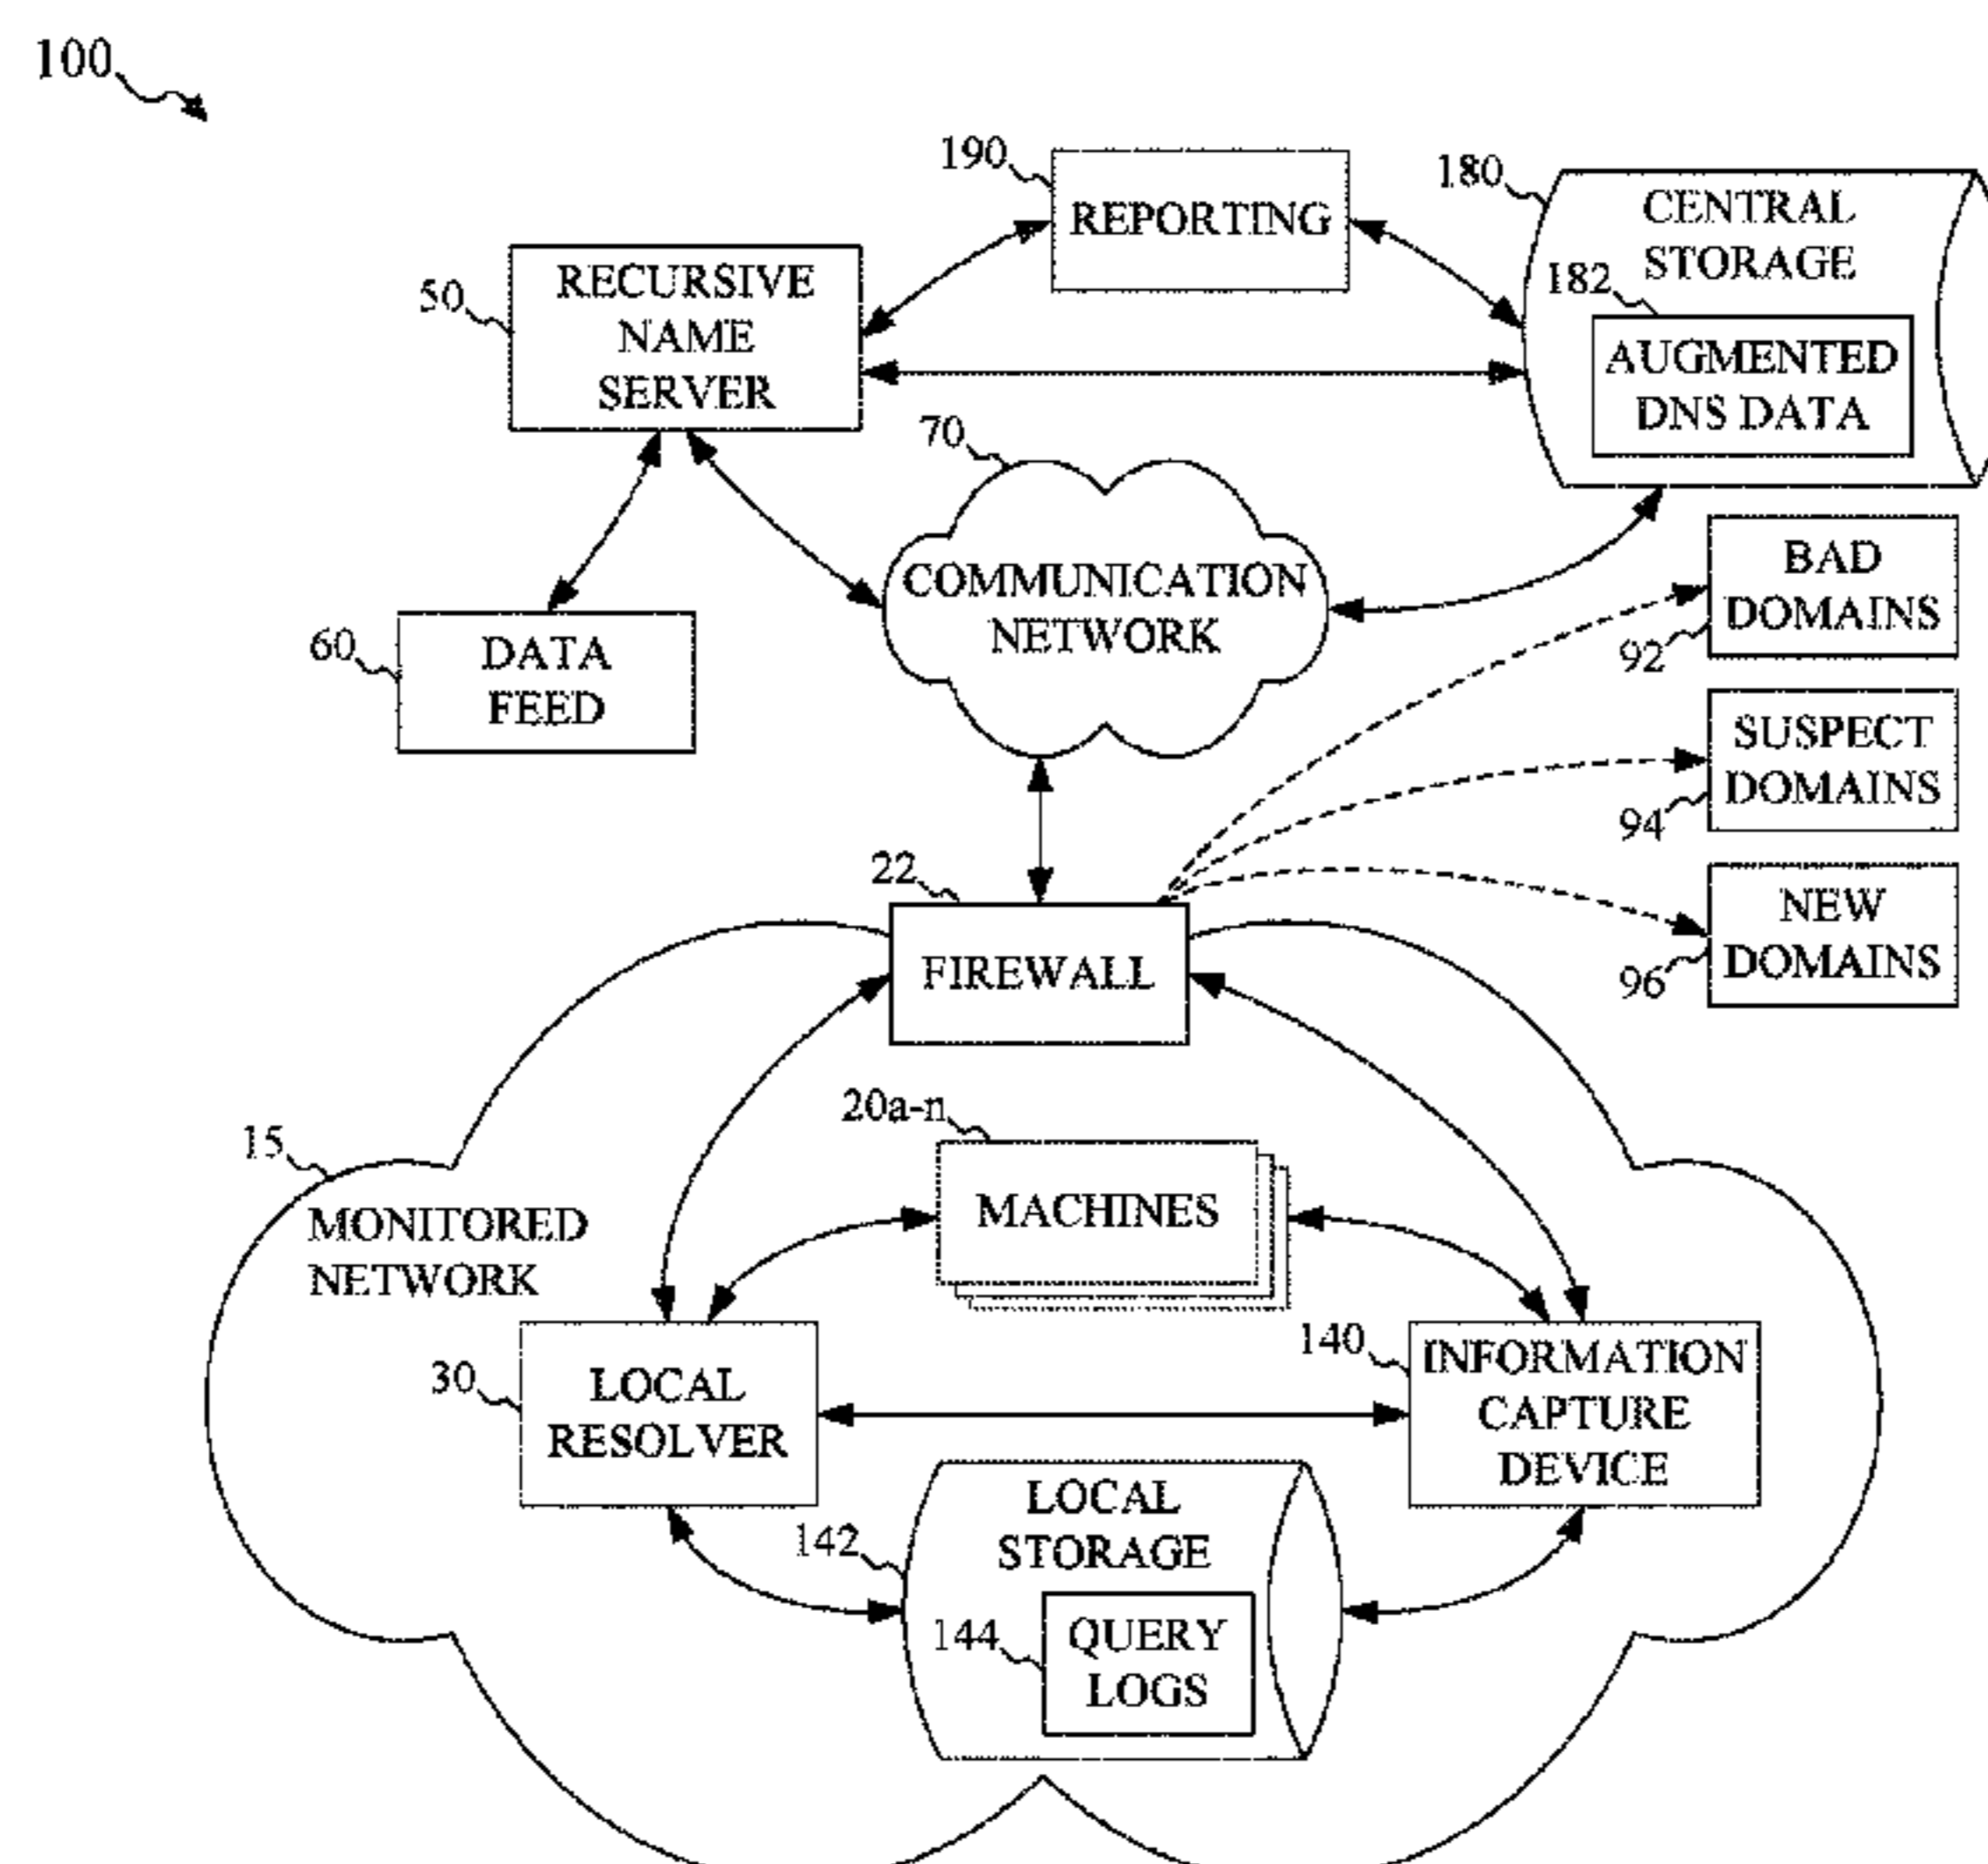 100
190
REPORTING
180
CENTRAL
STORAGE
182
AUGMENTED
DNS DATA
50
RECURSIVE
NAME
SERVER
70
COMMUNICATION
NETWORK
60
DATA
FEED
BAD
DOMAINS
92
SUSPECT
DOMAINS
94
NEW
DOMAINS
96
22
FIREWALL
20a-n
MACHINES
15
MONITORED
NETWORK
30
LOCAL
RESOLVER
140
INFORMATION
CAPTURE
DEVICE
142
LOCAL
STORAGE
144
QUERY
LOGS